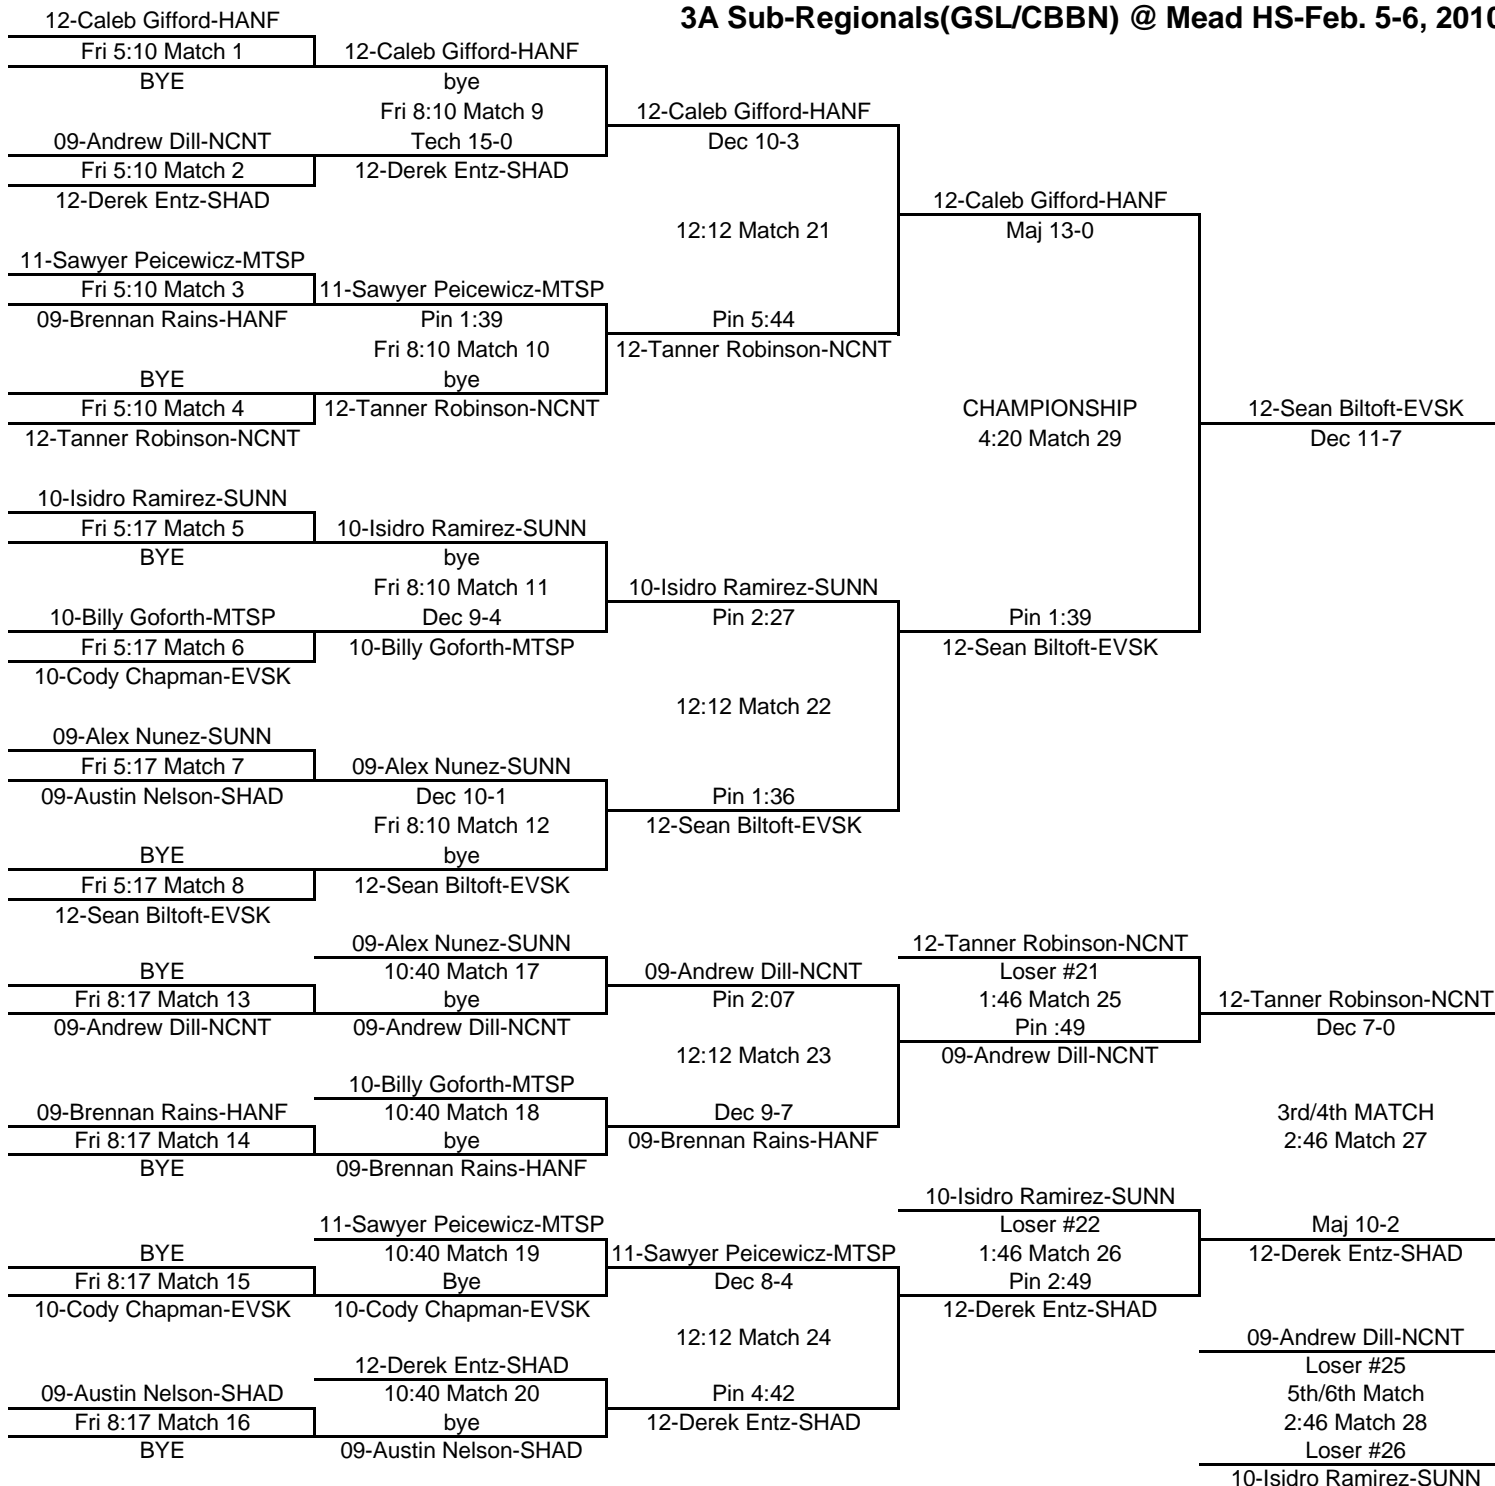 3A Sub-Regionals(GSL/CBBN) @ Mead HS-Feb. 5-6, 2010
12-Caleb Gifford-HANF
Fri 5:10 Match 1
BYE
09-Andrew Dill-NCNT
Fri 5:10 Match 2
12-Derek Entz-SHAD
11-Sawyer Peicewicz-MTSP
Fri 5:10 Match 3
09-Brennan Rains-HANF
BYE
Fri 5:10 Match 4
12-Tanner Robinson-NCNT
10-Isidro Ramirez-SUNN
Fri 5:17 Match 5
BYE
10-Billy Goforth-MTSP
Fri 5:17 Match 6
10-Cody Chapman-EVSK
09-Alex Nunez-SUNN
Fri 5:17 Match 7
09-Austin Nelson-SHAD
BYE
Fri 5:17 Match 8
12-Sean Biltoft-EVSK
12-Caleb Gifford-HANF
bye
Fri 8:10 Match 9
Tech 15-0
12-Derek Entz-SHAD
11-Sawyer Peicewicz-MTSP
Pin 1:39
Fri 8:10 Match 10
bye
12-Tanner Robinson-NCNT
10-Isidro Ramirez-SUNN
bye
Fri 8:10 Match 11
Dec 9-4
10-Billy Goforth-MTSP
09-Alex Nunez-SUNN
Dec 10-1
Fri 8:10 Match 12
bye
12-Sean Biltoft-EVSK
12-Caleb Gifford-HANF
Dec 10-3
12:12 Match 21
Pin 5:44
12-Tanner Robinson-NCNT
10-Isidro Ramirez-SUNN
Pin 2:27
12:12 Match 22
Pin 1:36
12-Sean Biltoft-EVSK
12-Caleb Gifford-HANF
Maj 13-0
CHAMPIONSHIP
4:20 Match 29
Pin 1:39
12-Sean Biltoft-EVSK
12-Sean Biltoft-EVSK
Dec 11-7
BYE
Fri 8:17 Match 13
09-Andrew Dill-NCNT
09-Brennan Rains-HANF
Fri 8:17 Match 14
BYE
BYE
Fri 8:17 Match 15
10-Cody Chapman-EVSK
09-Austin Nelson-SHAD
Fri 8:17 Match 16
BYE
09-Alex Nunez-SUNN
10:40 Match 17
bye
09-Andrew Dill-NCNT
10-Billy Goforth-MTSP
10:40 Match 18
bye
09-Brennan Rains-HANF
11-Sawyer Peicewicz-MTSP
10:40 Match 19
Bye
10-Cody Chapman-EVSK
12-Derek Entz-SHAD
10:40 Match 20
bye
09-Austin Nelson-SHAD
09-Andrew Dill-NCNT
Pin 2:07
12:12 Match 23
Dec 9-7
09-Brennan Rains-HANF
11-Sawyer Peicewicz-MTSP
Dec 8-4
12:12 Match 24
Pin 4:42
12-Derek Entz-SHAD
12-Tanner Robinson-NCNT
Loser #21
1:46 Match 25
Pin :49
09-Andrew Dill-NCNT
10-Isidro Ramirez-SUNN
Loser #22
1:46 Match 26
Pin 2:49
12-Derek Entz-SHAD
12-Tanner Robinson-NCNT
Dec 7-0
3rd/4th MATCH
2:46 Match 27
Maj 10-2
12-Derek Entz-SHAD
09-Andrew Dill-NCNT
Loser #25
5th/6th Match
2:46 Match 28
Loser #26
10-Isidro Ramirez-SUNN